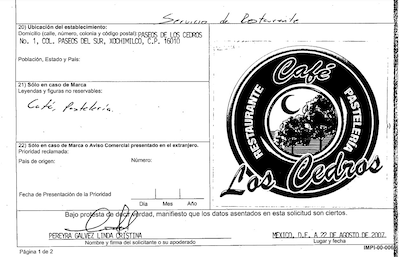 Servicio de Restaurante
20) Ubicación del establecimiento:
Domicilio (calle, número, colonia y código postal) PASEOS DE LOS CEDROS
No. 1, COL. PASEOS DEL SUR, XOCHIMILCO, C.P. 16010
Población, Estado y País:
21) Sólo en caso de Marca
Leyendas y figuras no reservables:
Café, Pastelería.
22) Sólo en caso de Marca o Aviso Comercial presentado en el extranjero.
Prioridad reclamada:
País de origen: Número:
Fecha de Presentación de la Prioridad
Día Mes Año
Café
RESTAURANTE
PASTELERÍA
Los Cedros
Bajo protesta de decir verdad, manifiesto que los datos asentados en esta solicitud son ciertos.
PEREYRA GALVEZ LINDA CRISTINA
Nombre y firma del solicitante o su apoderado
MEXICO, D.F., A 22 DE AGOSTO DE 2007.
Lugar y fecha
Página 1 de 2
IMPI-00-006